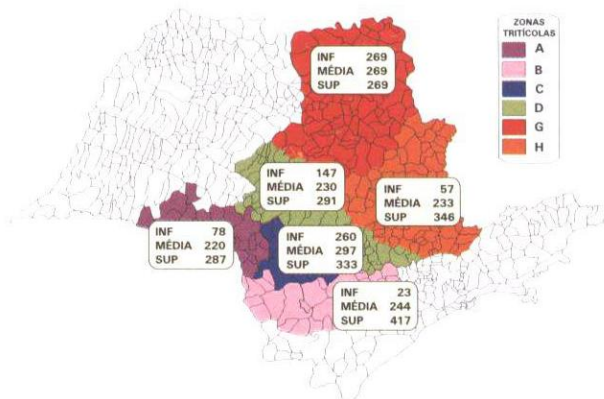 ZONAS
TRITÍCOLAS
A
B
C
D
G
H
INF 269
MÉDIA 269
SUP 269
INF 147
MÉDIA 230
SUP 291
INF 57
MÉDIA 233
SUP 346
INF 78
MÉDIA 220
SUP 287
INF 260
MÉDIA 297
SUP 333
INF 23
MÉDIA 244
SUP 417